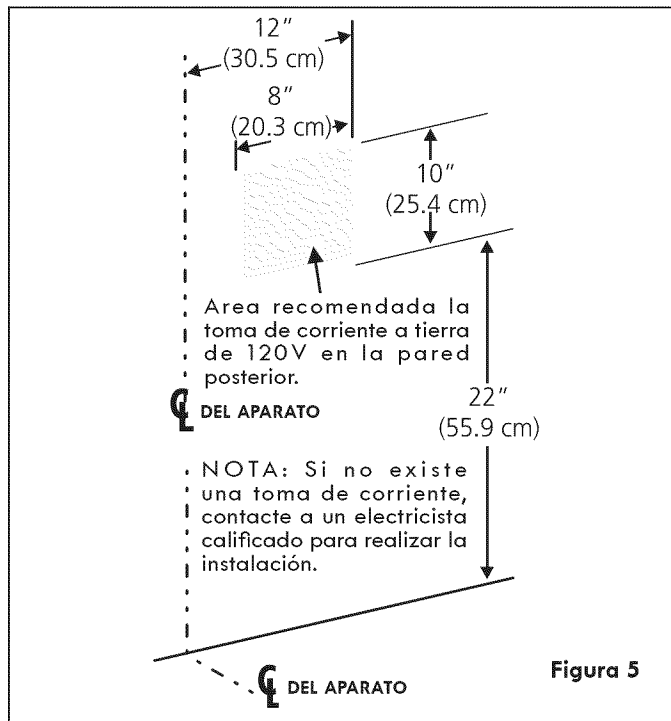 12"
(30.5 cm)
8"
(20.3 cm)
10"
(25.4 cm)
Area recomendada la
toma de corriente a tierra
de 120V en la pared
posterior.
22"
(55.9 cm)
℄ DEL APARATO
NOTA: Si no existe
una toma de corriente,
contacte a un electricista
calificado para realizar la
instalación.
℄ DEL APARATO
Figura 5